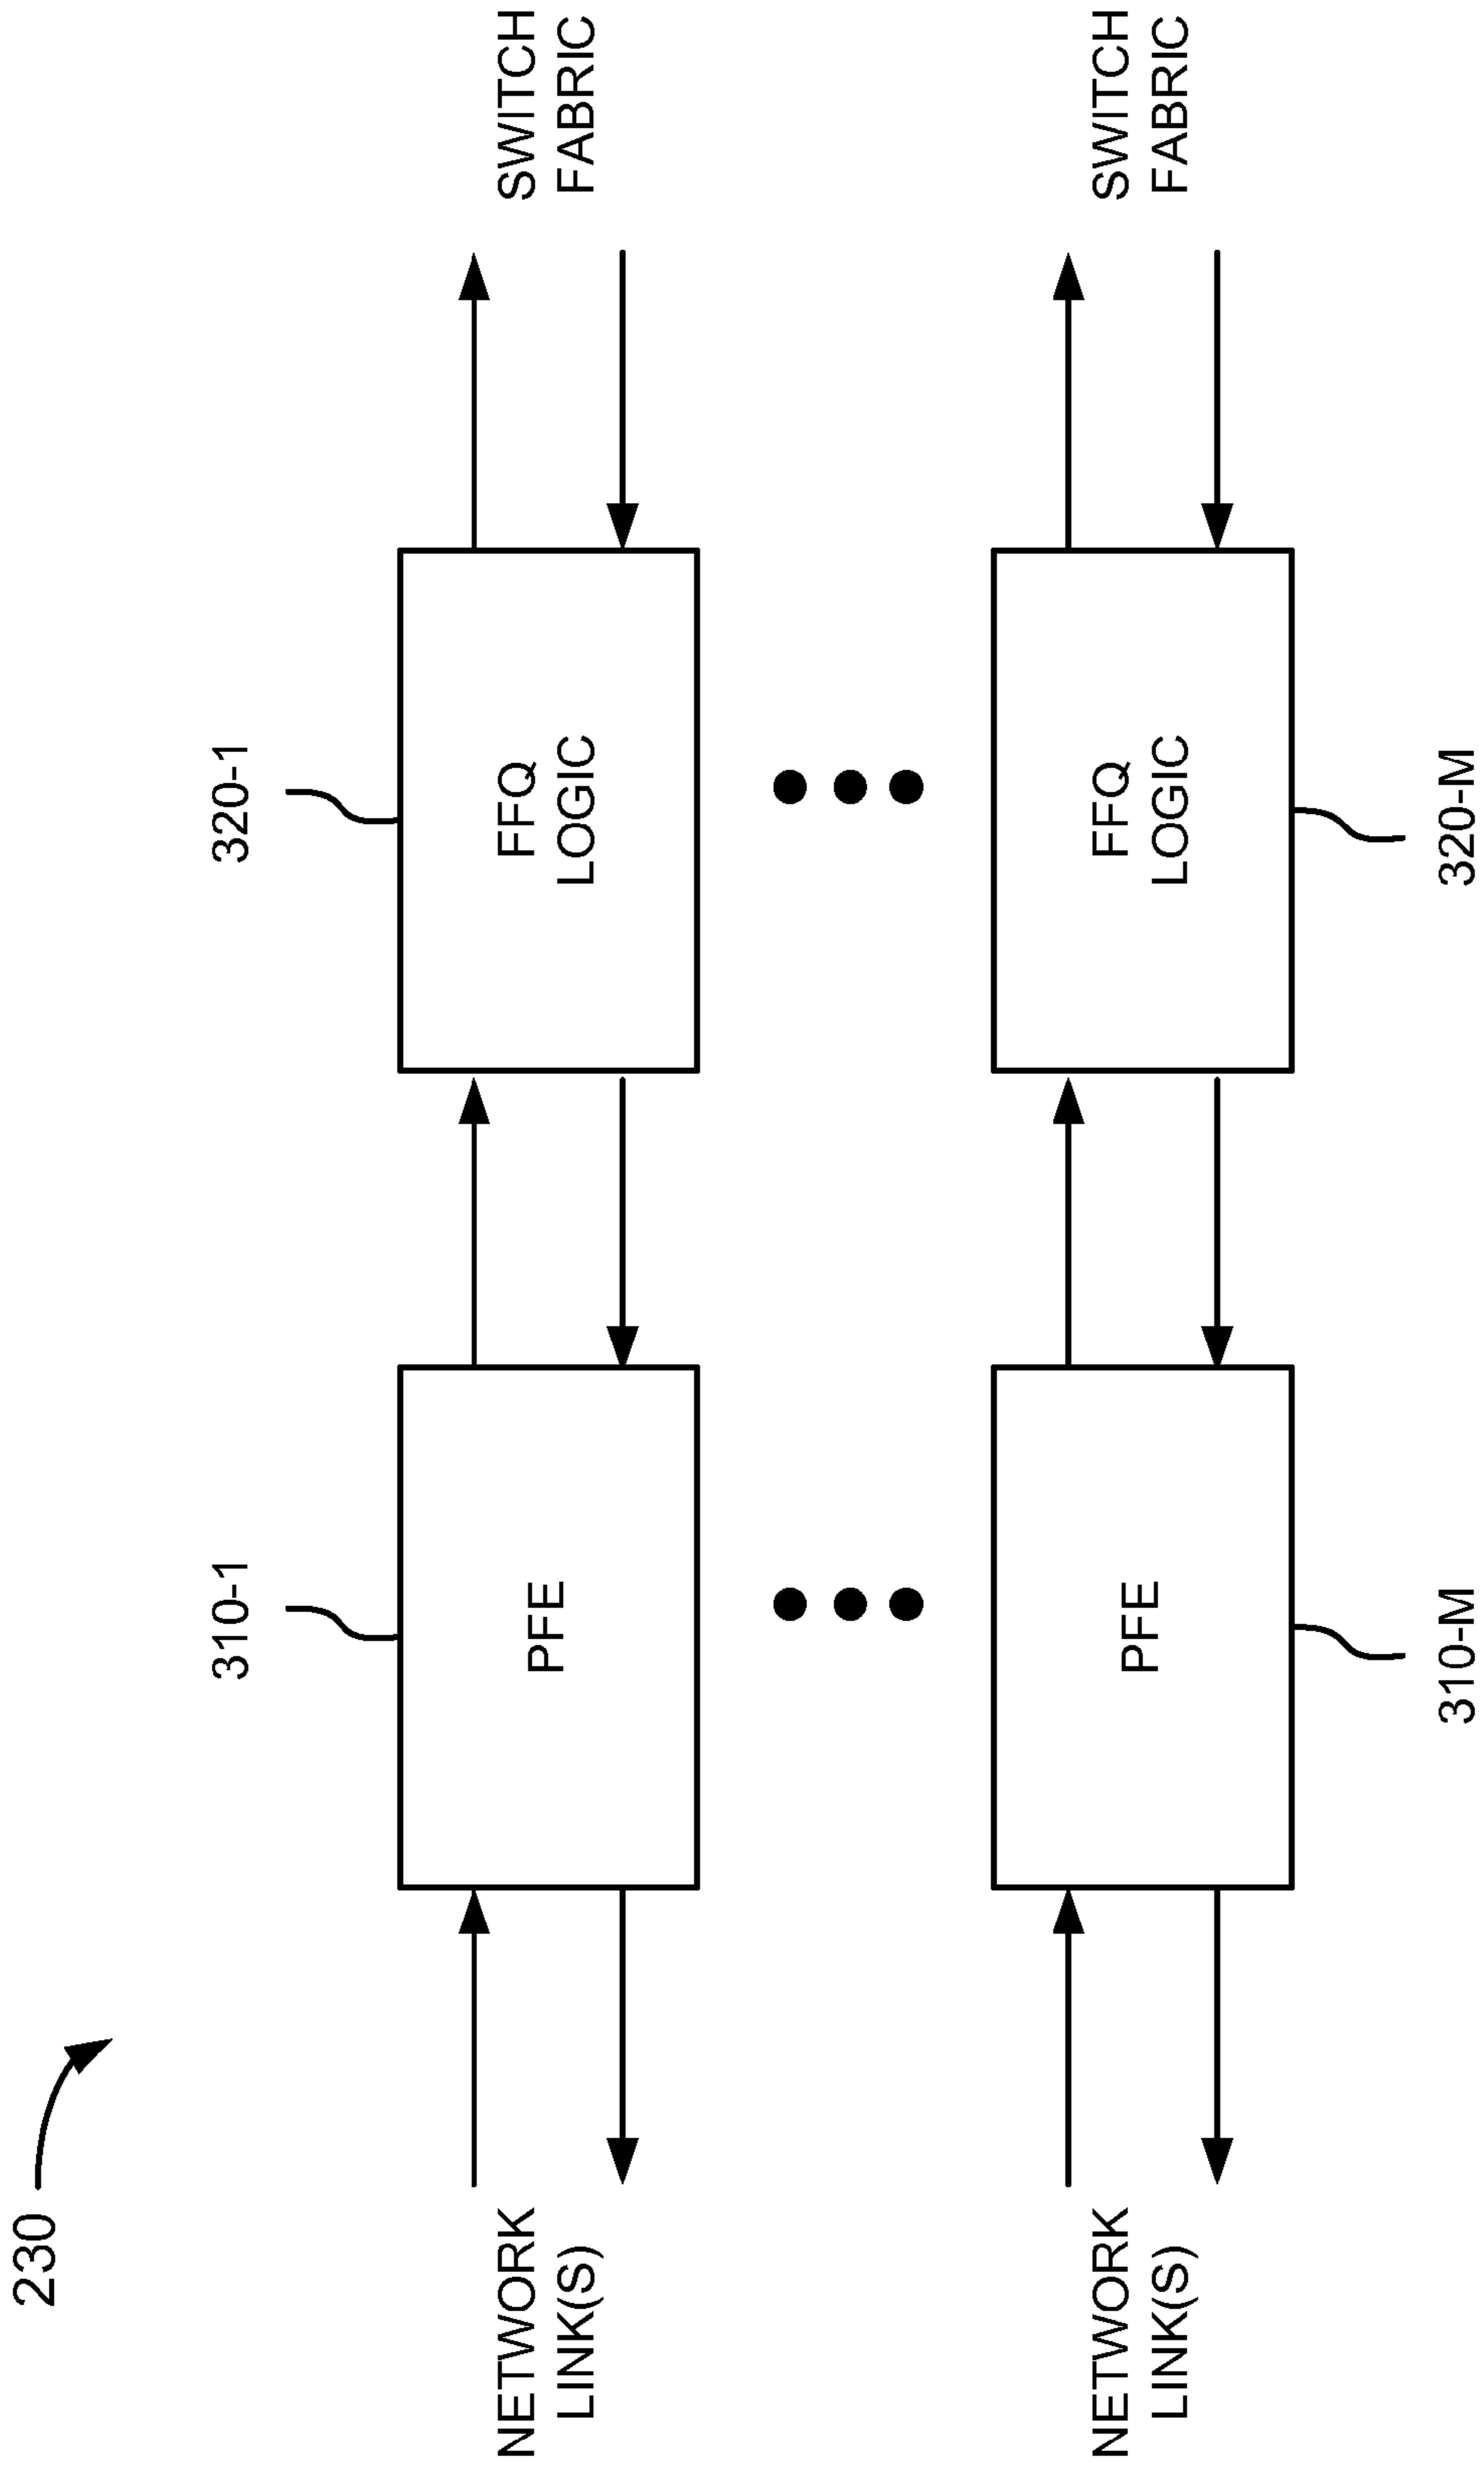 230
320-1
310-1
NETWORK
LINK(S)
PFE
FFQ
LOGIC
SWITCH
FABRIC
NETWORK
LINK(S)
PFE
FFQ
LOGIC
SWITCH
FABRIC
310-M
320-M